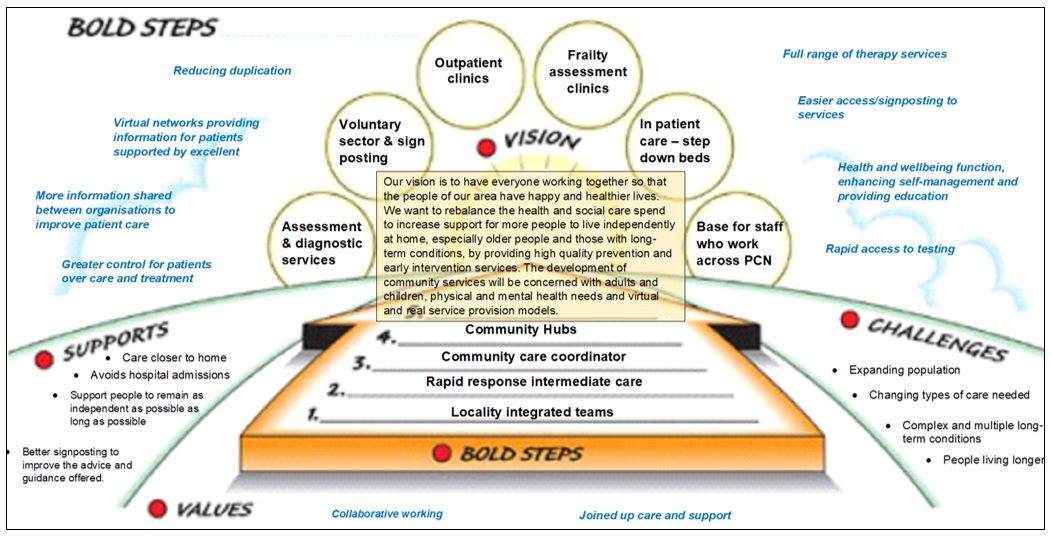 BOLD STEPS
Reducing duplication
Virtual networks providing
information for patients
supported by excellent
More information shared
between organisations to
improve patient care
Greater control for patients
over care and treatment
Assessment
& diagnostic
services
Voluntary
sector & sign
posting
Outpatient
clinics
Frailty
assessment
clinics
In patient
care – step
down beds
Base for staff
who work
across PCN
Full range of therapy services
Easier access/signposting to
services
Health and wellbeing function,
enhancing self-management and
providing education
Rapid access to testing
VISION
Our vision is to have everyone working together so that
the people of our area have happy and healthier lives.
We want to rebalance the health and social care spend
to increase support for more people to live independently
at home, especially older people and those with long-
term conditions, by providing high quality prevention and
early intervention services. The development of
community services will be concerned with adults and
children, physical and mental health needs and virtual
and real service provision models.
5.
4. Community Hubs
3. Community care coordinator
2. Rapid response intermediate care
1. Locality integrated teams
BOLD STEPS
SUPPORTS
• Care closer to home
• Avoids hospital admissions
• Support people to remain as
independent as possible as
long as possible
• Better signposting to
improve the advice and
guidance offered.
CHALLENGES
• Expanding population
• Changing types of care needed
• Complex and multiple long-
term conditions
• People living longer
VALUES
Collaborative working
Joined up care and support